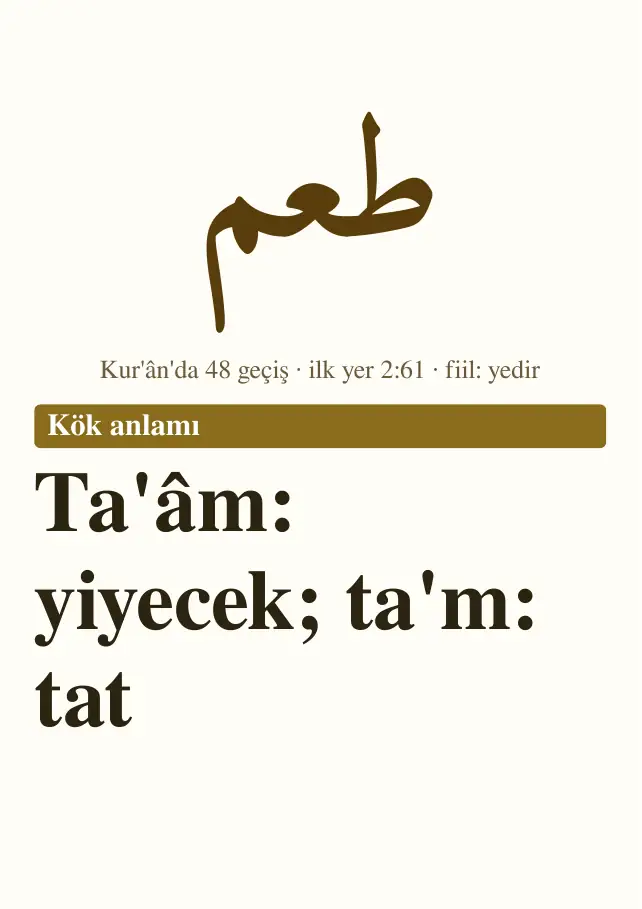 طعم
Kur'ân'da 48 geçiş · ilk yer 2:61 · fiil: yedir
Kök anlamı
Ta'âm:
yiyecek; ta'm:
tat